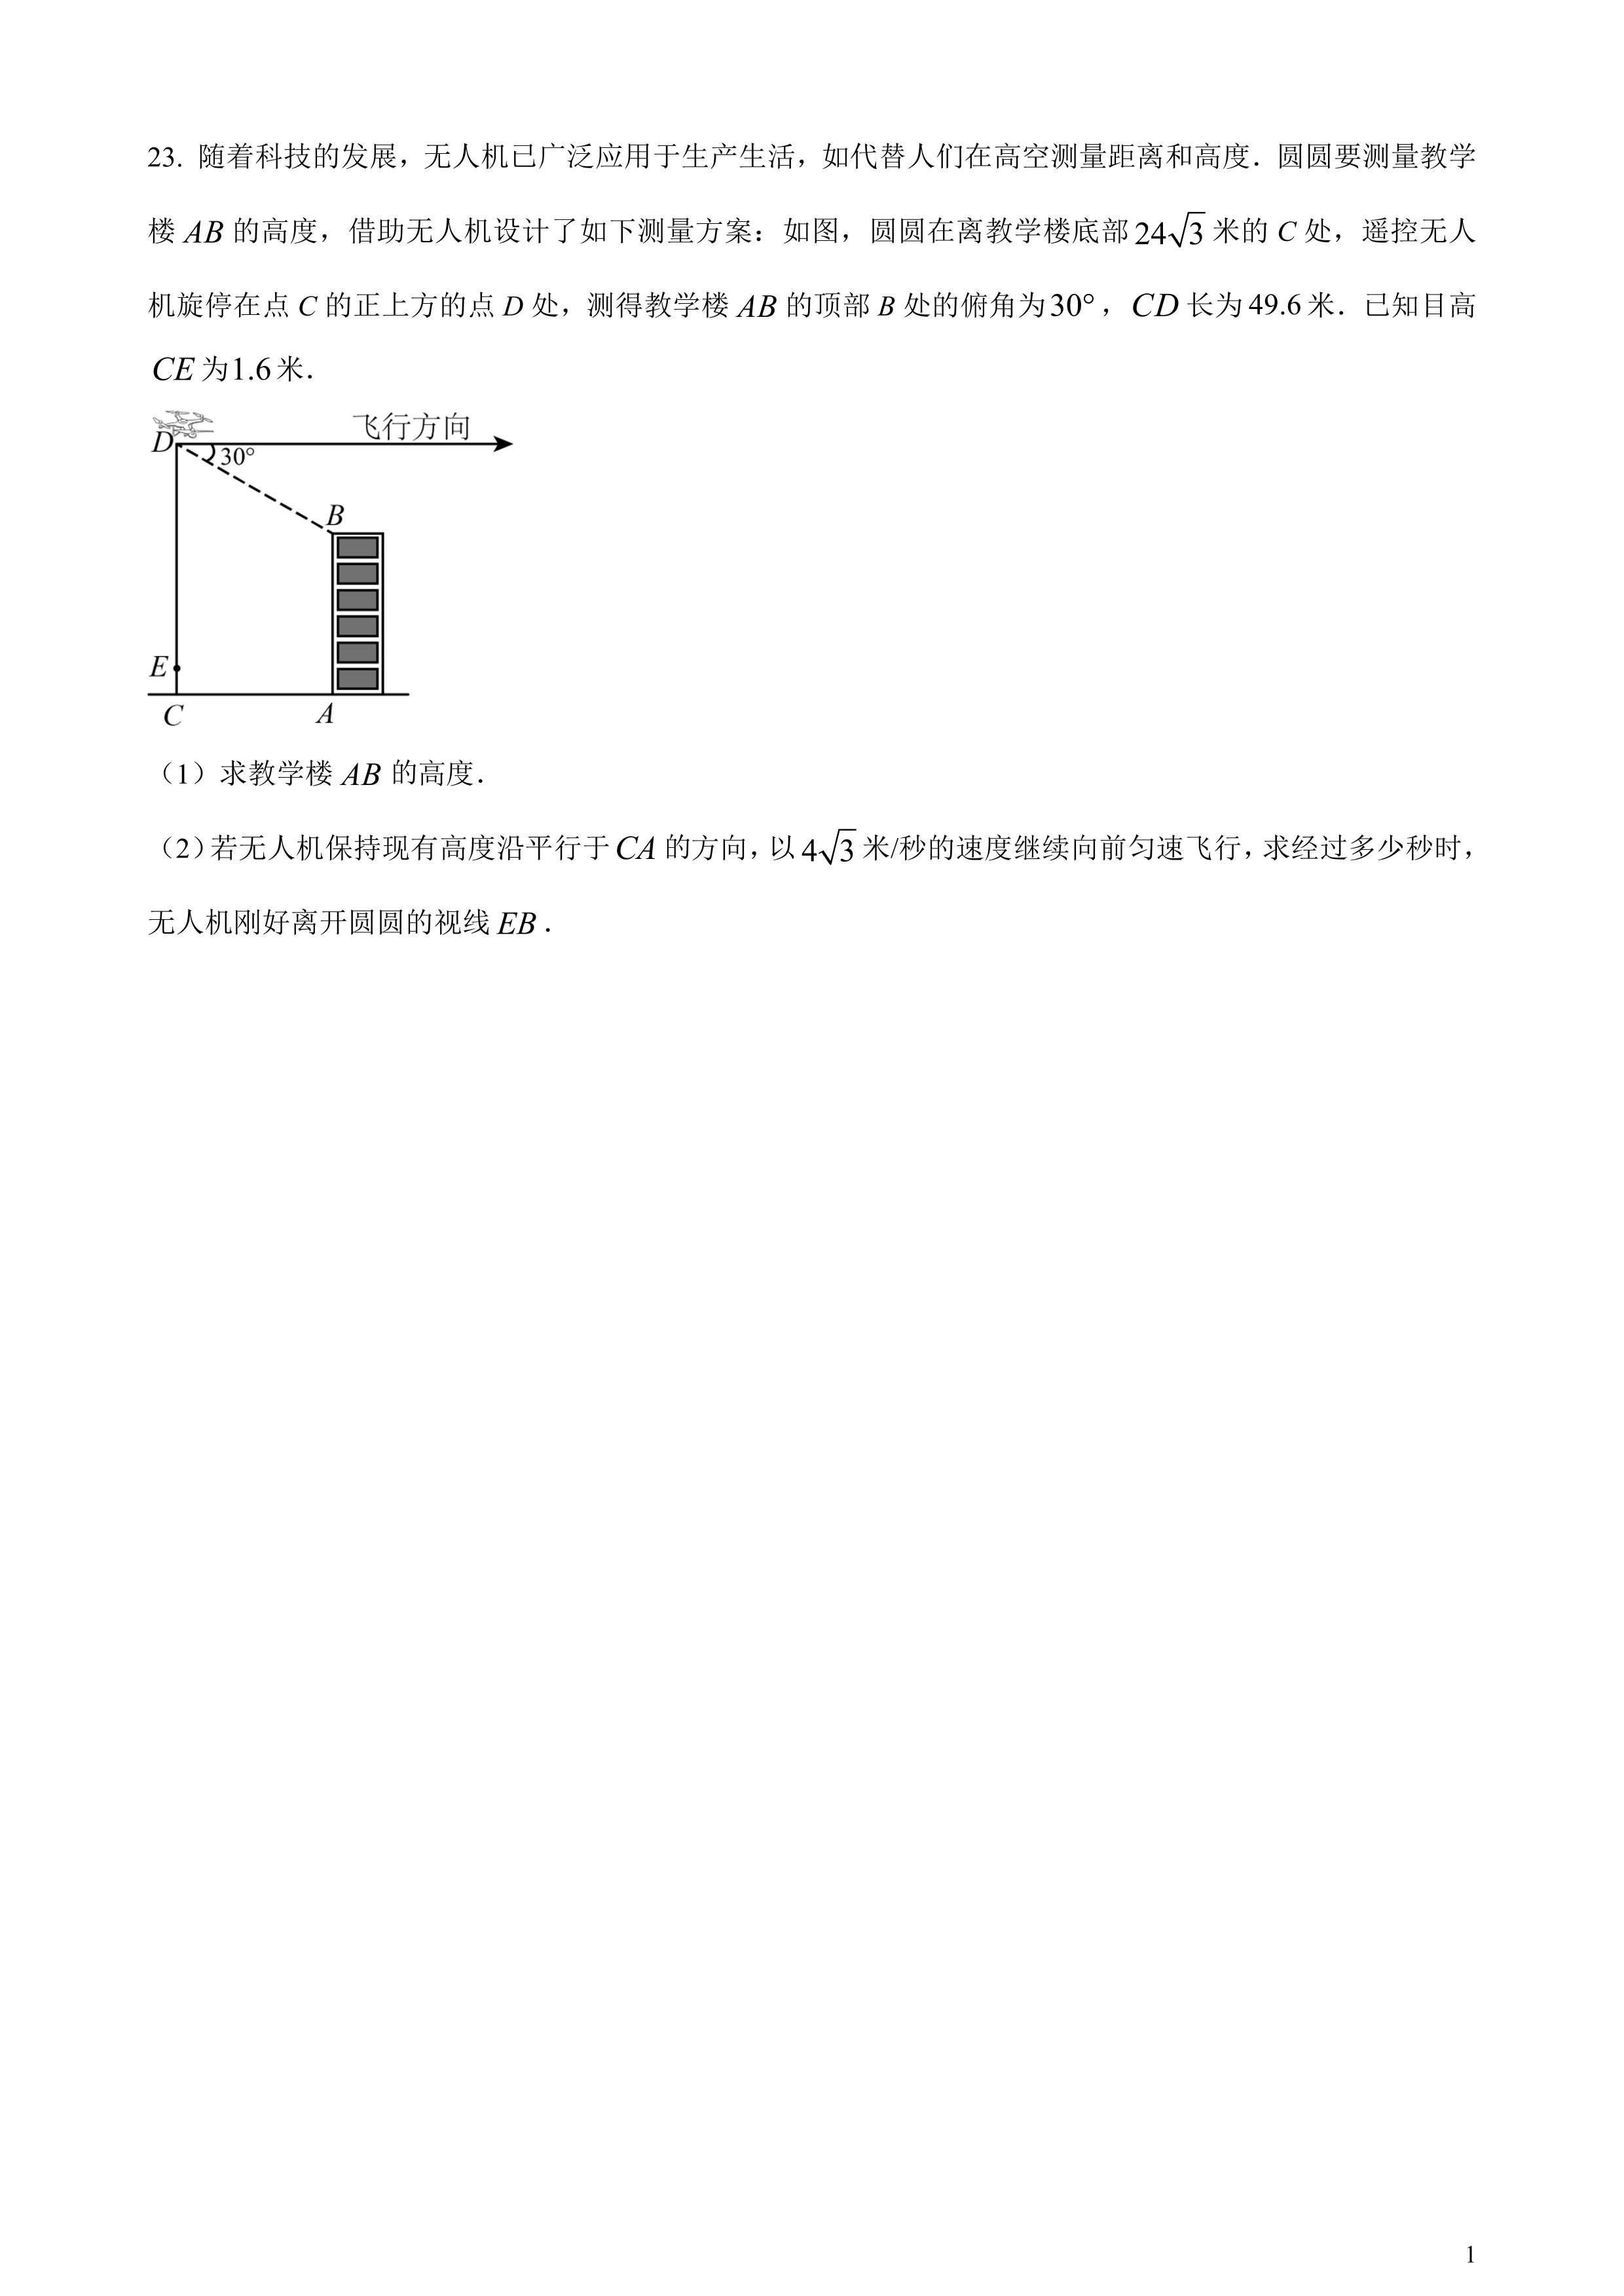 23. 随着科技的发展，无人机已广泛应用于生产生活，如代替人们在高空测量距离和高度．圆圆要测量教学
楼 AB 的高度，借助无人机设计了如下测量方案：如图，圆圆在离教学楼底部 24√3 米的 C 处，遥控无人
机旋停在点 C 的正上方的点 D 处，测得教学楼 AB 的顶部 B 处的俯角为 30°，CD 长为 49.6 米．已知目高
CE 为 1.6 米．
飞行方向
D
30°
B
E
C
A
（1）求教学楼 AB 的高度．
（2）若无人机保持现有高度沿平行于 CA 的方向，以 4√3 米/秒的速度继续向前匀速飞行，求经过多少秒时，
无人机刚好离开圆圆的视线 EB．
1